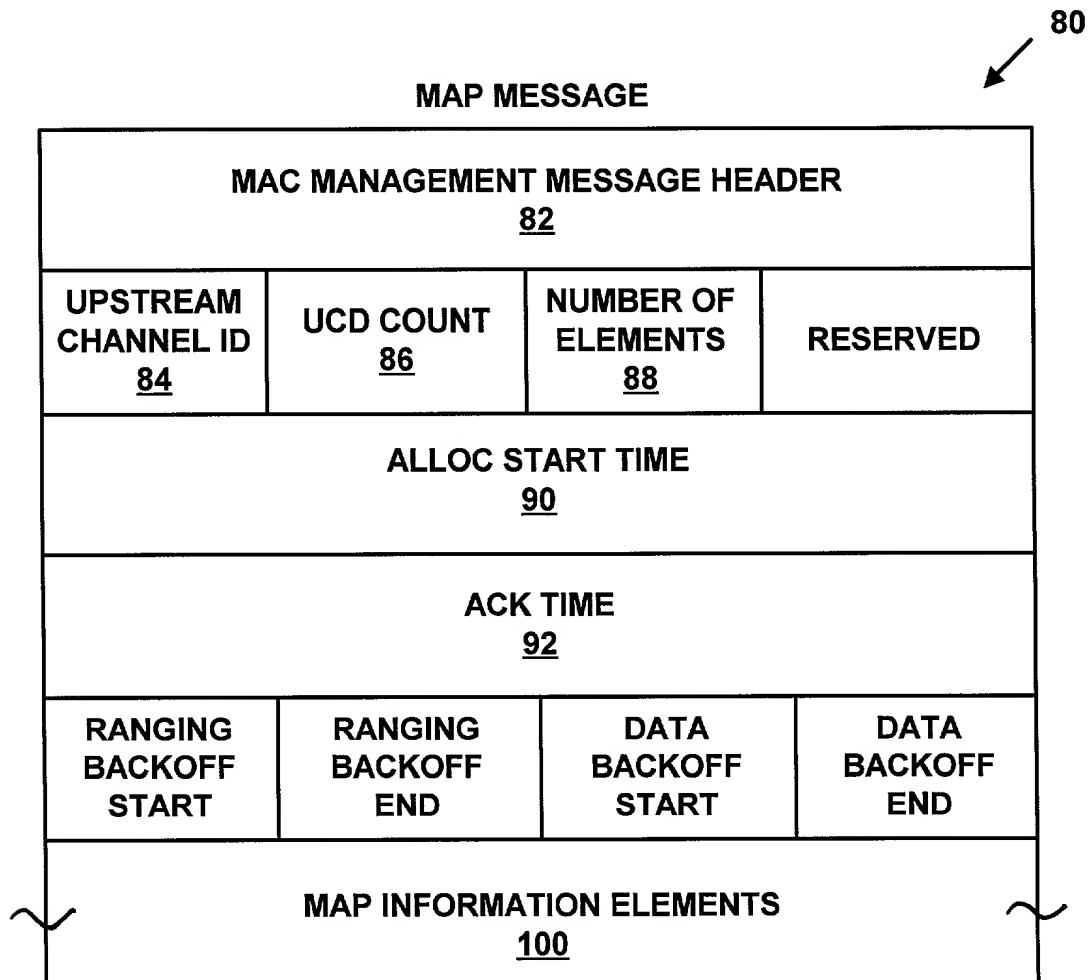 80
MAP MESSAGE
MAC MANAGEMENT MESSAGE HEADER
82
UPSTREAM
CHANNEL ID
84
UCD COUNT
86
NUMBER OF
ELEMENTS
88
RESERVED
ALLOC START TIME
90
ACK TIME
92
RANGING
BACKOFF
START
RANGING
BACKOFF
END
DATA
BACKOFF
START
DATA
BACKOFF
END
MAP INFORMATION ELEMENTS
100